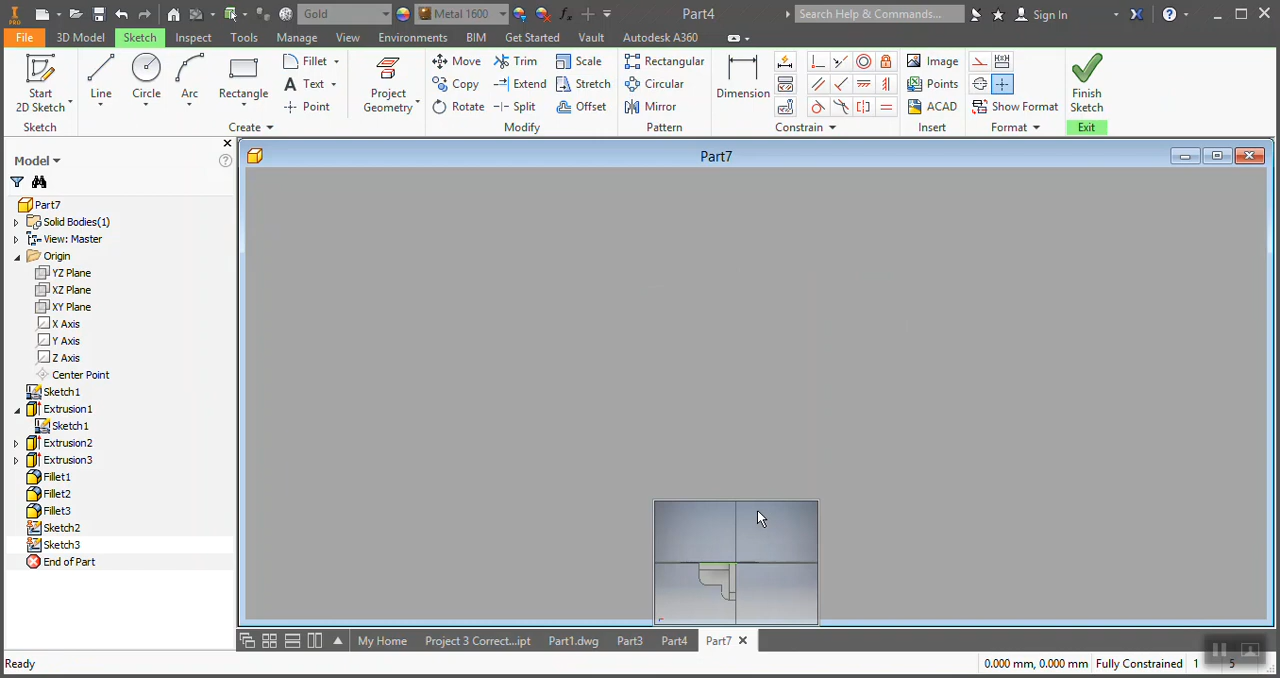 I PRO
Gold
Metal 1600
Part4
Search Help & Commands...
Sign In
File 3D Model Sketch Inspect Tools Manage View Environments BIM Get Started Vault Autodesk A360
Start 2D Sketch
Line
Circle
Arc
Rectangle
Fillet
Text
Point
Project Geometry
Move Trim Scale
Copy Extend Stretch
Rotate Split Offset
Rectangular
Circular
Mirror
Dimension
Image
Points
ACAD
Show Format
Finish Sketch
Sketch Create Modify Pattern Constrain Insert Format Exit
Model
Part7
Part7
Solid Bodies(1)
View: Master
Origin
YZ Plane
XZ Plane
XY Plane
X Axis
Y Axis
Z Axis
Center Point
Sketch1
Extrusion1
Sketch1
Extrusion2
Extrusion3
Fillet1
Fillet2
Fillet3
Sketch2
Sketch3
End of Part
My Home Project 3 Correct...ipt Part1.dwg Part3 Part4 Part7
Ready
0.000 mm, 0.000 mm Fully Constrained 1 5